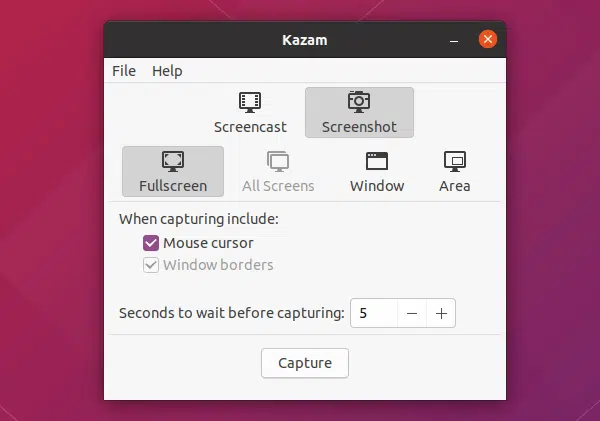 Kazam
File Help
Screencast Screenshot
Fullscreen All Screens Window Area
When capturing include:
Mouse cursor
Window borders
Seconds to wait before capturing: 5
Capture